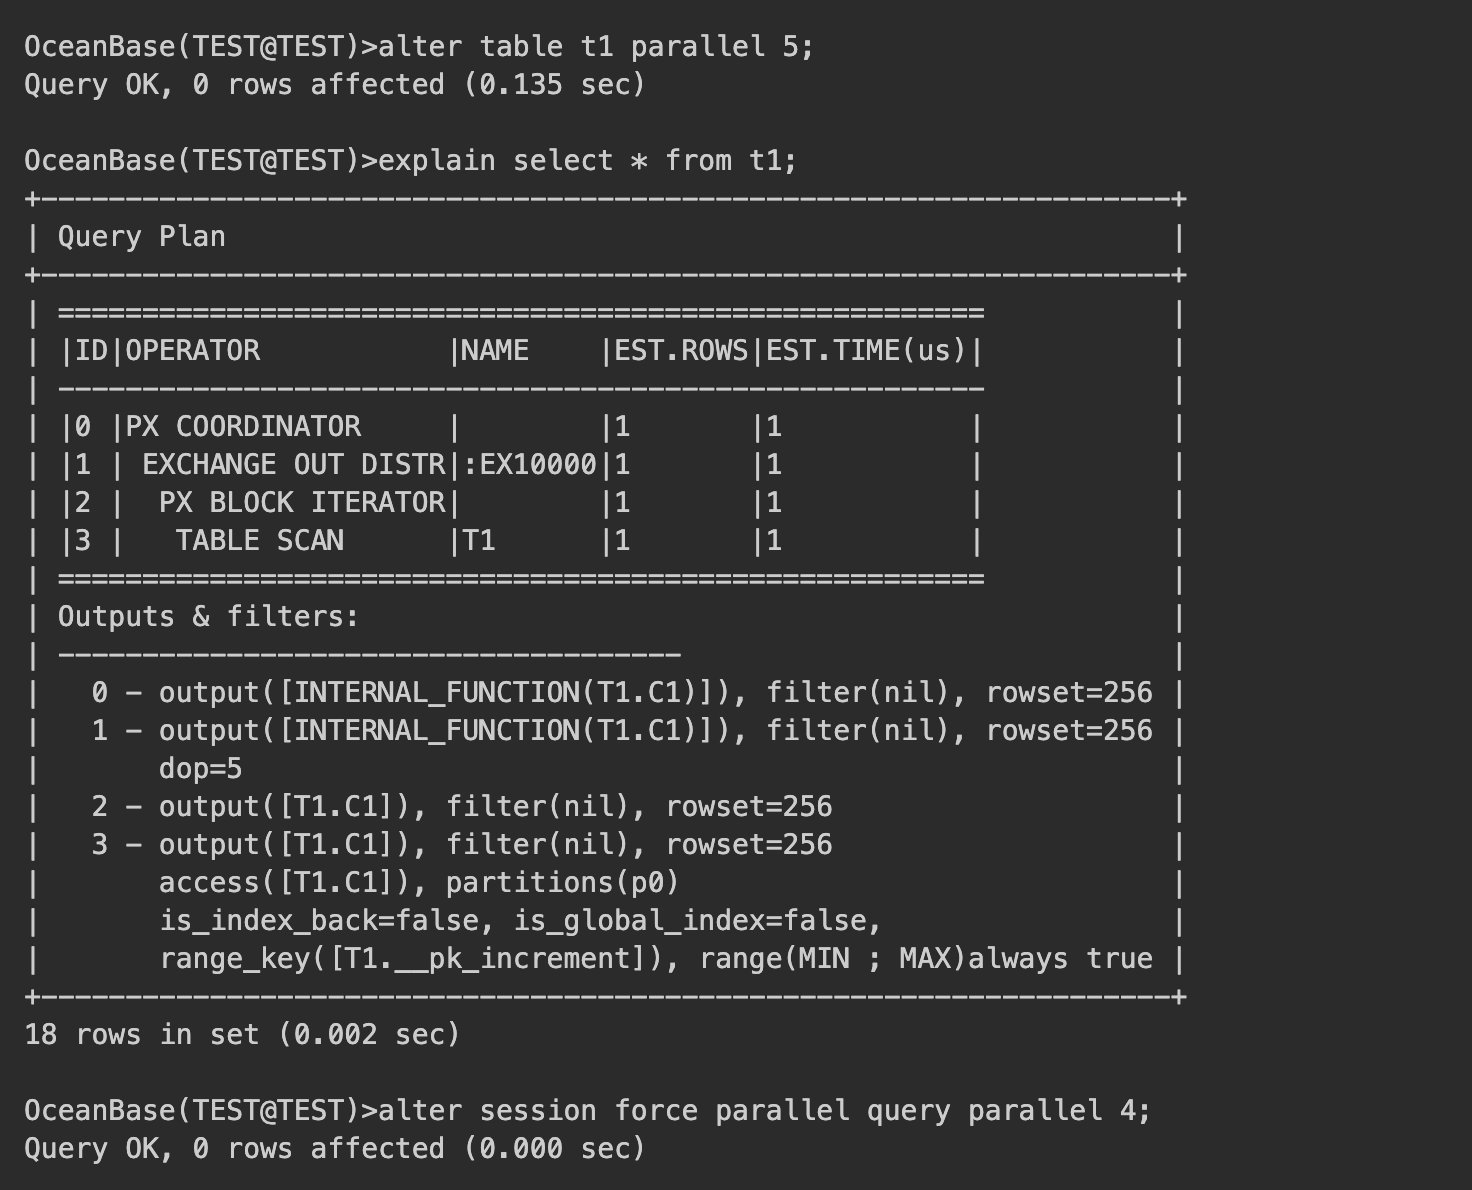 OceanBase(TEST@TEST)>alter table t1 parallel 5;
Query OK, 0 rows affected (0.135 sec)

OceanBase(TEST@TEST)>explain select * from t1;
+-------------------------------------------------------------------+
| Query Plan                                                        |
+-------------------------------------------------------------------+
| =======================================================           |
| |ID|OPERATOR           |NAME    |EST.ROWS|EST.TIME(us)|           |
| -------------------------------------------------------           |
| |0 |PX COORDINATOR     |        |1       |1           |           |
| |1 | EXCHANGE OUT DISTR|:EX10000|1       |1           |           |
| |2 |  PX BLOCK ITERATOR|        |1       |1           |           |
| |3 |   TABLE SCAN      |T1      |1       |1           |           |
| =======================================================           |
| Outputs & filters:                                                |
| -------------------------------------                             |
|   0 - output([INTERNAL_FUNCTION(T1.C1)]), filter(nil), rowset=256 |
|   1 - output([INTERNAL_FUNCTION(T1.C1)]), filter(nil), rowset=256 |
|       dop=5                                                       |
|   2 - output([T1.C1]), filter(nil), rowset=256                    |
|   3 - output([T1.C1]), filter(nil), rowset=256                    |
|       access([T1.C1]), partitions(p0)                             |
|       is_index_back=false, is_global_index=false,                 |
|       range_key([T1.__pk_increment]), range(MIN ; MAX)always true |
+-------------------------------------------------------------------+
18 rows in set (0.002 sec)

OceanBase(TEST@TEST)>alter session force parallel query parallel 4;
Query OK, 0 rows affected (0.000 sec)